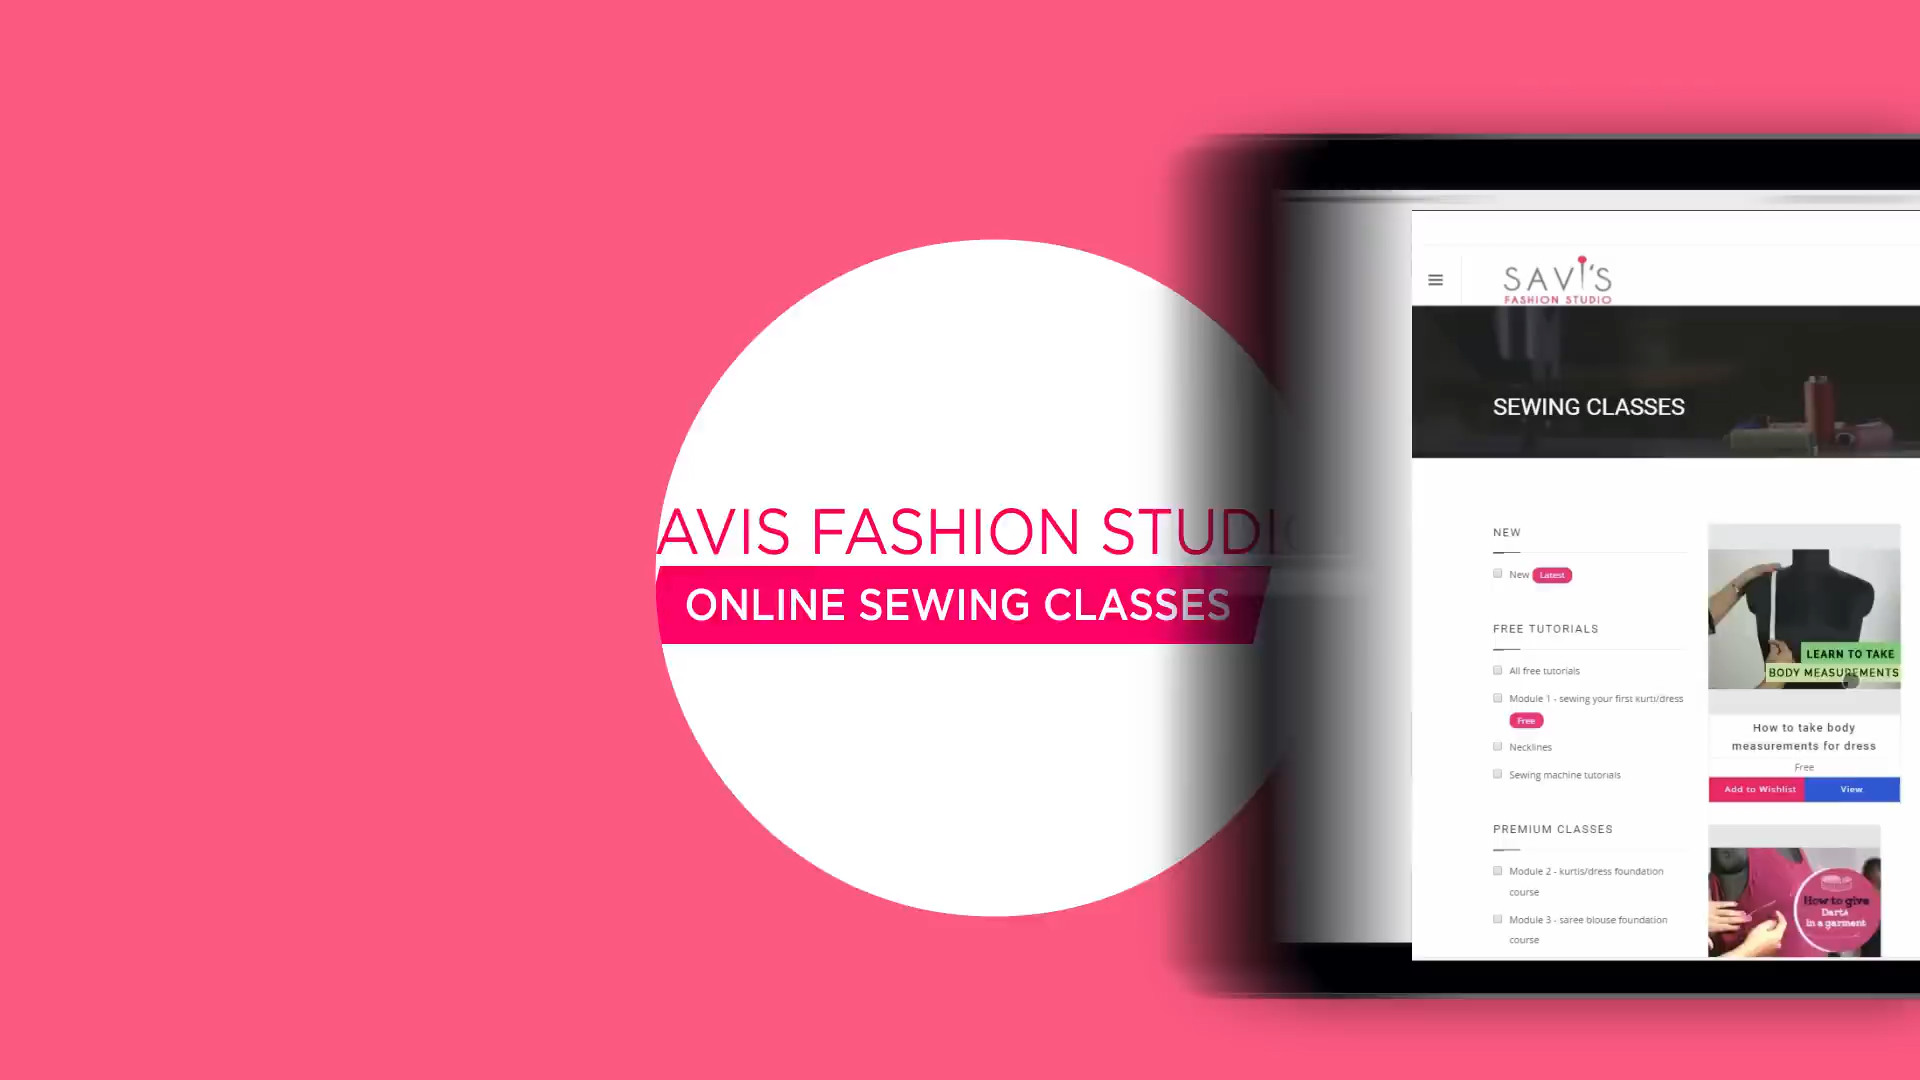 AVIS FASHION STUDIO
ONLINE SEWING CLASSES
SAVI'S
FASHION STUDIO
SEWING CLASSES
NEW
New Latest
FREE TUTORIALS
All free tutorials
Module 1 - sewing your first kurti/dress
Free
Necklines
Sewing machine tutorials
PREMIUM CLASSES
Module 2 - kurtis/dress foundation
course
Module 3 - saree blouse foundation
course
LEARN TO TAKE
BODY MEASUREMENTS
How to take body
measurements for dress
Free
Add to Wishlist View
How to give
Darts
in a garment